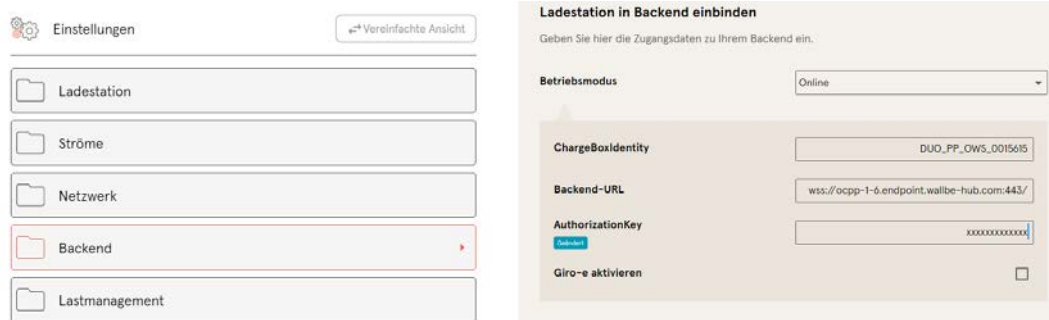 Einstellungen
Vereinfachte Ansicht
Ladestation
Ströme
Netzwerk
Backend
Lastmanagement
Ladestation in Backend einbinden
Geben Sie hier die Zugangsdaten zu Ihrem Backend ein.
Betriebsmodus
Online
ChargeBoxIdentity
DUO_PP_OWS_0015615
Backend-URL
wss://ocpp-1-6.endpoint.wallbe-hub.com:443/
AuthorizationKey
xxxxxxxxxxxxx
Geändert
Giro-e aktivieren